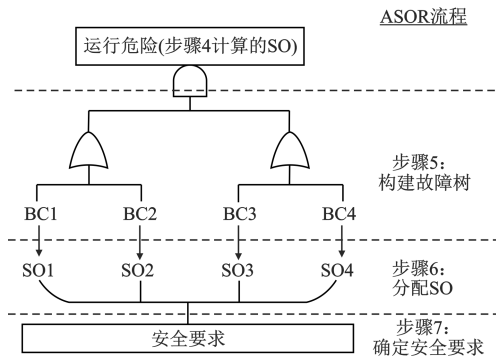 ASOR流程
运行危险(步骤4计算的SO)
步骤5：
构建故障树
BC1 BC2 BC3 BC4
SO1 SO2 SO3 SO4
步骤6：
分配SO
安全要求
步骤7：
确定安全要求